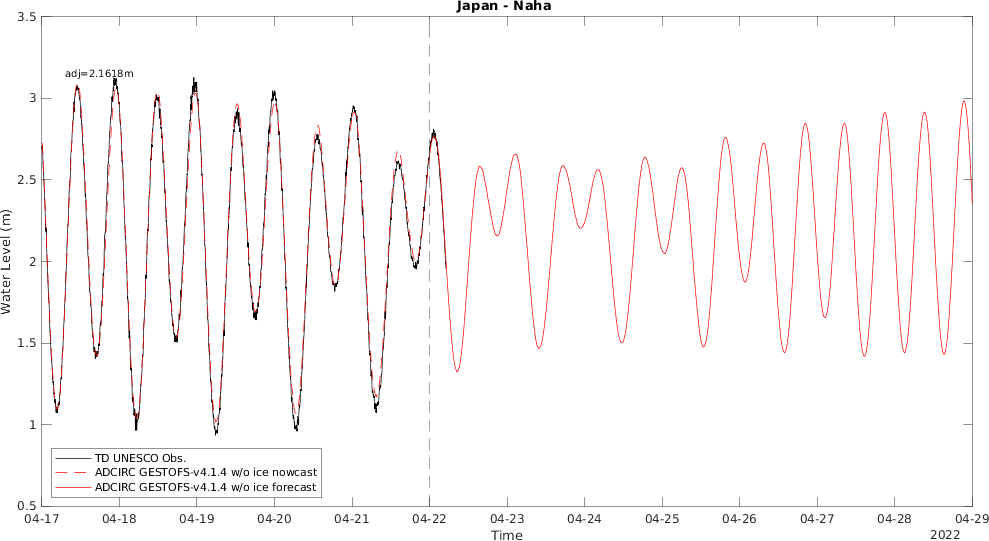 Japan - Naha
3.5
3
2.5
2
1.5
1
0.5
Water Level (m)
adj=2.1618m
TD UNESCO Obs.
ADCIRC GESTOFS-v4.1.4 w/o ice nowcast
ADCIRC GESTOFS-v4.1.4 w/o ice forecast
04-17 04-18 04-19 04-20 04-21 04-22 04-23 04-24 04-25 04-26 04-27 04-28 04-29
Time
2022